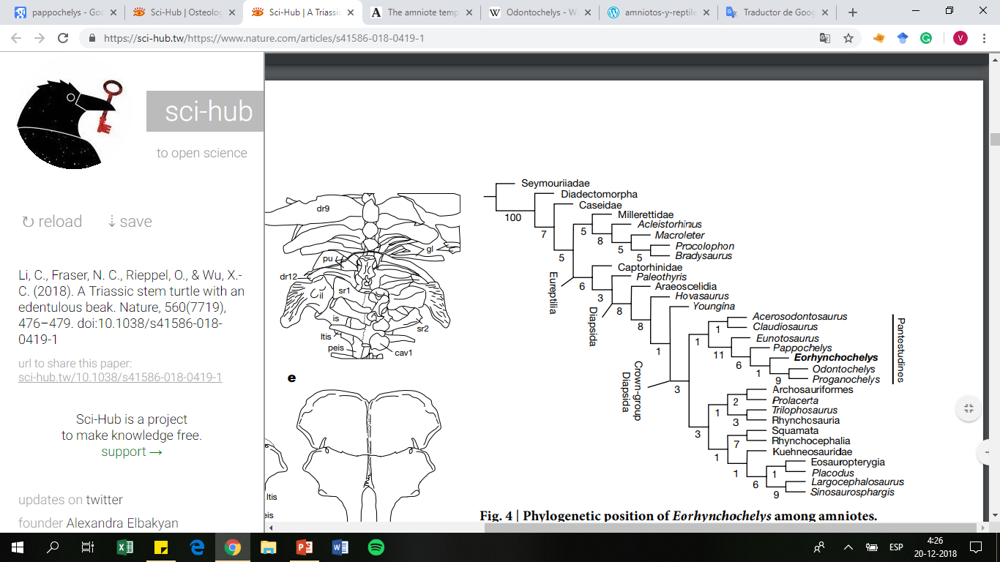 pappochelys - Goo
Sci-Hub | Osteolog
Sci-Hub | A Triassic
The amniote temp
Odontochelys - Wi
amniotos-y-reptile
Traductor de Goog
https://sci-hub.tw/https://www.nature.com/articles/s41586-018-0419-1
V
sci-hub
to open science
↻ reload
⇣ save
Li, C., Fraser, N. C., Rieppel, O., & Wu, X.-
C. (2018). A Triassic stem turtle with an
edentulous beak. Nature, 560(7719),
476–479. doi:10.1038/s41586-018-
0419-1
url to share this paper:
sci-hub.tw/10.1038/s41586-018-0419-1
Sci-Hub is a project
to make knowledge free.
support →
updates on twitter
founder Alexandra Elbakyan
dr9
gl
pu
dr12
il
sr1
is
sr2
ltis
peis
cav1
e
ltis
eis
Seymouriidae
Diadectomorpha
100
Caseidae
7
Millerettidae
5
Acleistorhinus
8
Macroleter
5
Procolophon
5
Bradysaurus
5
Eureptilia
Captorhinidae
6
Paleothyris
3
Diapsida
Araeoscelidia
8
Hovasaurus
8
Youngina
1
Crown-group
Diapsida
3
Acerosodontosaurus
1
Claudiosaurus
1
Eunotosaurus
11
Pappochelys
6
Eorhynchochelys
1
Odontochelys
9
Proganochelys
Pantestudines
Archosauriformes
2
Prolacerta
1
Trilophosaurus
3
Rhynchosauria
3
Squamata
7
Rhynchocephalia
1
Kuehneosauridae
1
Eosauropterygia
1
Placodus
6
Largocephalosaurus
9
Sinosaurosphargis
Fig. 4 | Phylogenetic position of Eorhynchochelys among amniotes.
ESP
4:26
20-12-2018